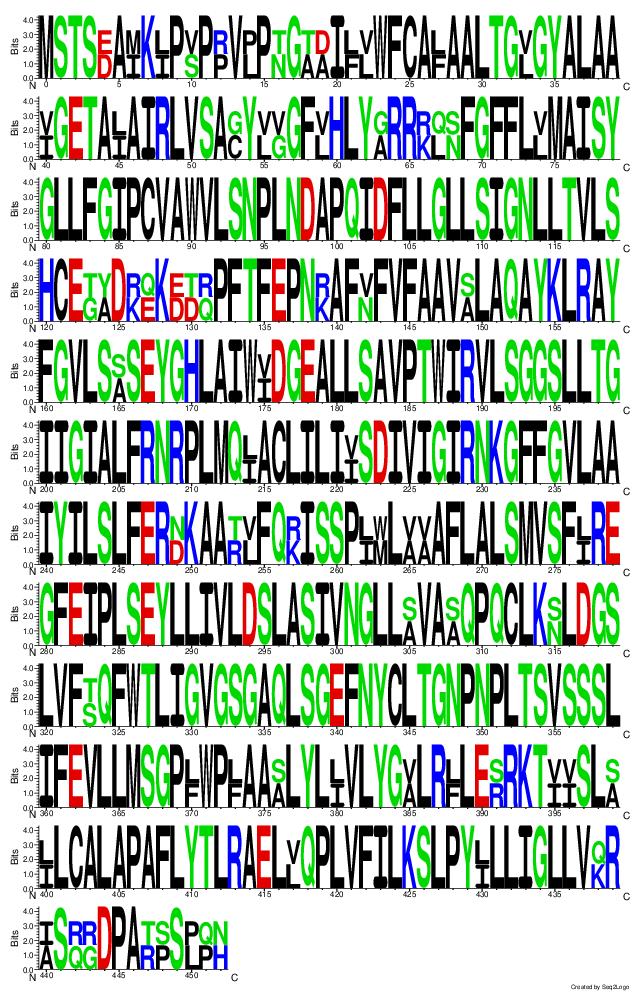 Bits
4.0 3.0 2.0 1.0 0.0
MSTSEAMKLPVPRVPPTGTDILVWFCALAALTGLGYALAA
N 0 5 10 15 20 25 30 35 C
Bits
4.0 3.0 2.0 1.0 0.0
VGETALAIRLVSAGYVVGFVHLYGRRRQSFGFFLVMAISY
N 40 45 50 55 60 65 70 75 C
Bits
4.0 3.0 2.0 1.0 0.0
GLLFGIPCVAWVLSNPLNDAPQIDFLLGLLSIGNLLTVLS
N 80 85 90 95 100 105 110 115 C
Bits
4.0 3.0 2.0 1.0 0.0
HCETYDRQKETRPFTFEPNRAFVFVFAAVSLAQAYKLRAY
N 120 125 130 135 140 145 150 155 C
Bits
4.0 3.0 2.0 1.0 0.0
FGVLSSSEYGHLAIWVDGEALLSAVPTWIRVLSGGSLLTG
N 160 165 170 175 180 185 190 195 C
Bits
4.0 3.0 2.0 1.0 0.0
IIGIALFRNRPLMQLACLILIVSDIVIGIRNKGFFGVLAA
N 200 205 210 215 220 225 230 235 C
Bits
4.0 3.0 2.0 1.0 0.0
IYILSLFERNKAATVFQRISSPLWLVVAFLALSMVSFLRE
N 240 245 250 255 260 265 270 275 C
Bits
4.0 3.0 2.0 1.0 0.0
GFEIPLSEYLLIVLDSLASIVNGLLSVASQPQCLKSLDGS
N 280 285 290 295 300 305 310 315 C
Bits
4.0 3.0 2.0 1.0 0.0
LVFTQFWTLIGVGSGAQLSGEFNYCLTGNPNPLTSVSSSL
N 320 325 330 335 340 345 350 355 C
Bits
4.0 3.0 2.0 1.0 0.0
IFEVLLMSGPLWPLAASLYLLVLYGVLRLLESRKTVVSLS
N 360 365 370 375 380 385 390 395 C
Bits
4.0 3.0 2.0 1.0 0.0
LLCALAPAFLYTRAELVQPLVFILKSLPYLLLIGLLVQR
N 400 405 410 415 420 425 430 435 C
Bits
4.0 3.0 2.0 1.0 0.0
ISRRDPATSSPQN
N 440 445 450 C
Created by Seq2Logo